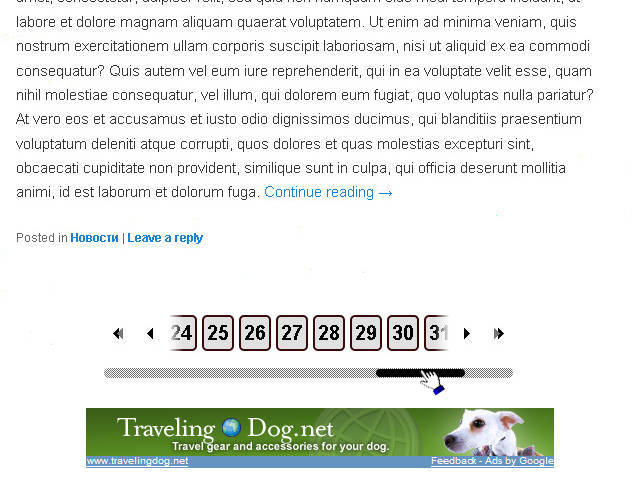 labore et dolore magnam aliquam quaerat voluptatem. Ut enim ad minima veniam, quis
nostrum exercitationem ullam corporis suscipit laboriosam, nisi ut aliquid ex ea commodi
consequatur? Quis autem vel eum iure reprehenderit, qui in ea voluptate velit esse, quam
nihil molestiae consequatur, vel illum, qui dolorem eum fugiat, quo voluptas nulla pariatur?
At vero eos et accusamus et iusto odio dignissimos ducimus, qui blanditiis praesentium
voluptatum deleniti atque corrupti, quos dolores et quas molestias excepturi sint,
obcaecati cupiditate non provident, similique sunt in culpa, qui officia deserunt mollitia
animi, id est laborum et dolorum fuga. Continue reading →
Posted in Новости | Leave a reply
24 25 26 27 28 29 30 31
Traveling Dog.net
Travel gear and accessories for your dog.
www.travelingdog.net Feedback - Ads by Google